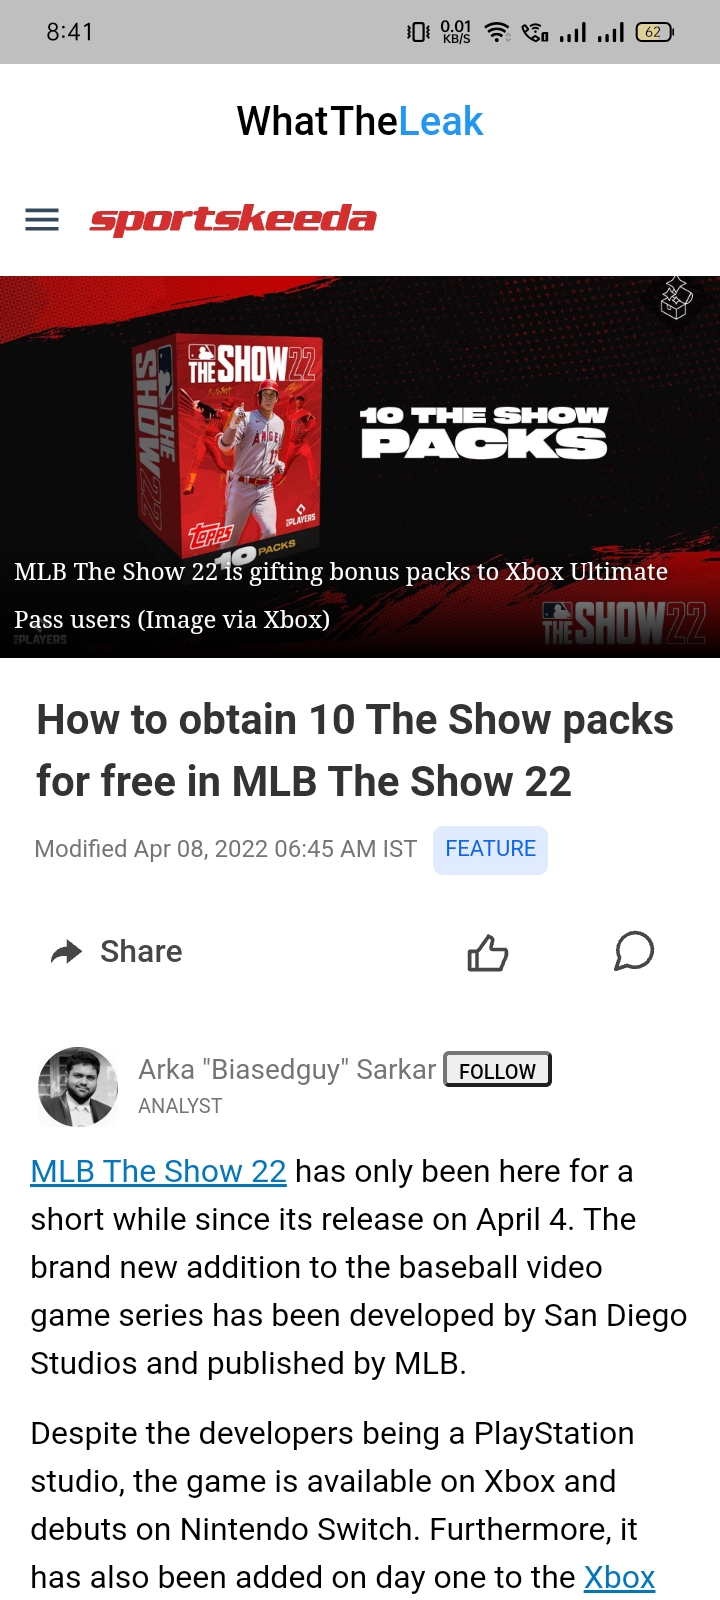 8:41
0.01
KB/S
62
WhatTheLeak
sportskeeda
THE SHOW 22
THE
SHOW 22
ANGE
10 THE SHOW
PACKS
Topps
PLAYERS
10 PACKS
MLB The Show 22 is gifting bonus packs to Xbox Ultimate
Pass users (Image via Xbox)
THE SHOW 22
PLAYERS
How to obtain 10 The Show packs
for free in MLB The Show 22
Modified Apr 08, 2022 06:45 AM IST FEATURE
Share
Arka "Biasedguy" Sarkar FOLLOW
ANALYST
MLB The Show 22 has only been here for a
short while since its release on April 4. The
brand new addition to the baseball video
game series has been developed by San Diego
Studios and published by MLB.
Despite the developers being a PlayStation
studio, the game is available on Xbox and
debuts on Nintendo Switch. Furthermore, it
has also been added on day one to the Xbox